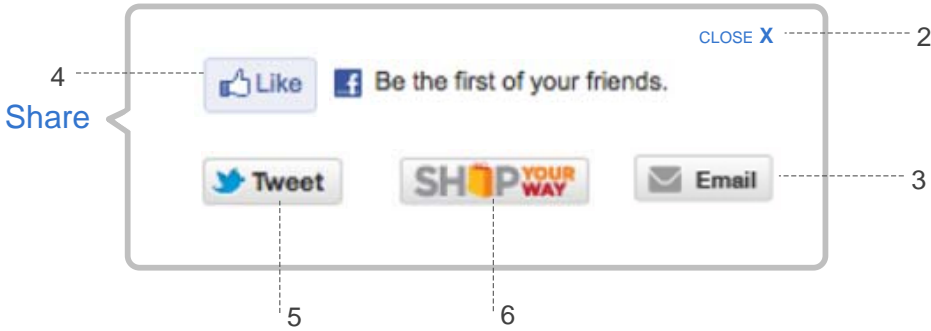 CLOSE X
2
4
Like
f Be the first of your friends.
Share
Tweet
SHOP YOUR WAY
Email
3
5
6